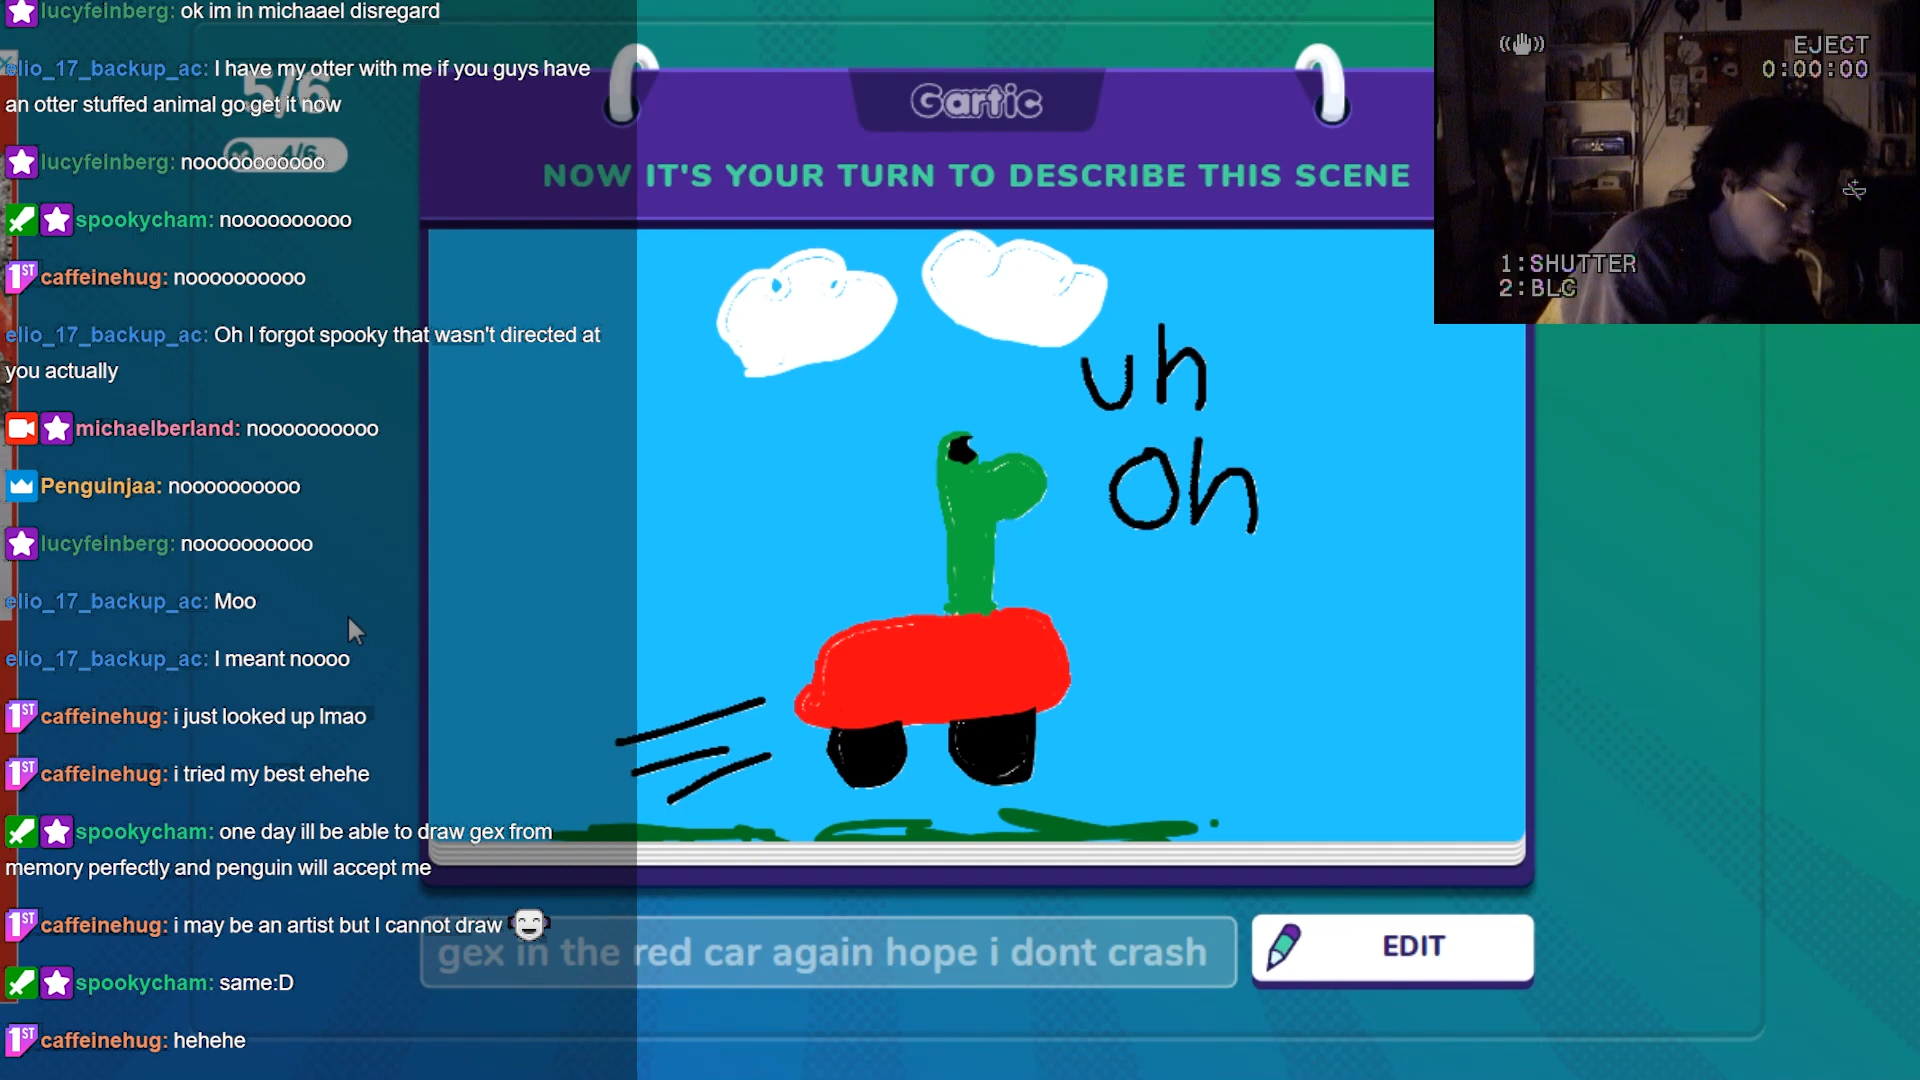 lucyfeinberg: ok im in michaael disregard
elio_17_backup_ac: I have my otter with me if you guys have
an otter stuffed animal go get it now
lucyfeinberg: nooooooooooo
spookycham: noooooooooo
caffeinehug: noooooooooo
elio_17_backup_ac: Oh I forgot spooky that wasn't directed at
you actually
michaelberland: noooooooooo
Penguinjaa: noooooooooo
lucyfeinberg: nooooooooooo
elio_17_backup_ac: Moo
elio_17_backup_ac: I meant noooo
caffeinehug: i just looked up lmao
caffeinehug: i tried my best ehehe
spookycham: one day ill be able to draw gex from
memory perfectly and penguin will accept me
caffeinehug: i may be an artist but I cannot draw
spookycham: same:D
caffeinehug: hehehe
5/6
4/6
Gartic
NOW IT'S YOUR TURN TO DESCRIBE THIS SCENE
uh
oh
gex in the red car again hope i dont crash
EDIT
EJECT
0:00:00
1:SHUTTER
2:BLC